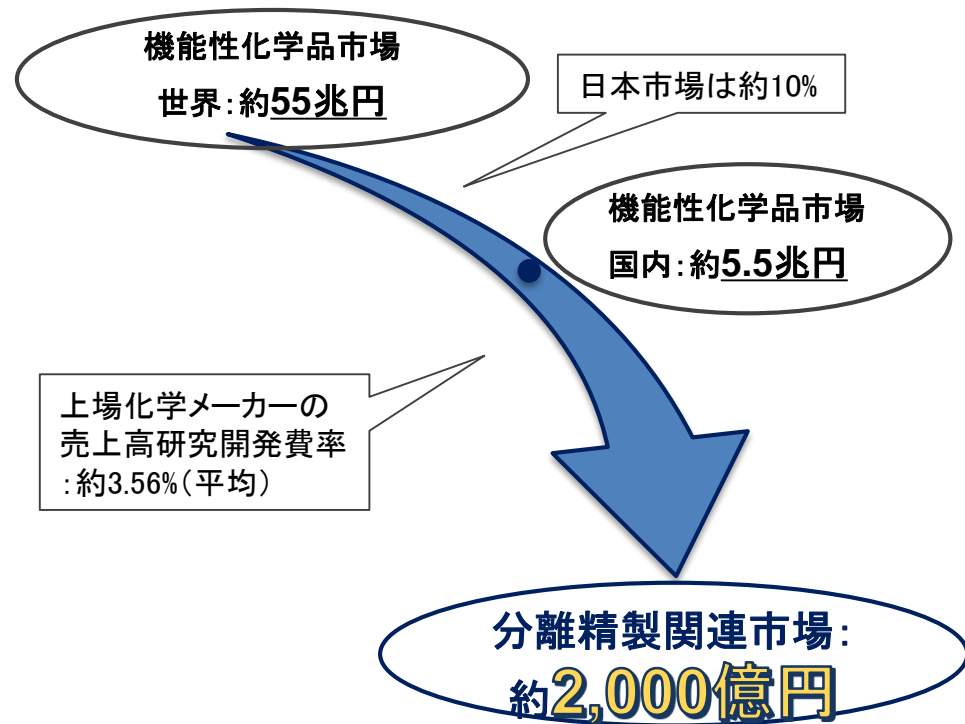 機能性化学品市場
世界：約55兆円
日本市場は約10%
機能性化学品市場
国内：約5.5兆円
上場化学メーカーの
売上高研究開発費率
：約3.56%（平均）
分離精製関連市場：
約2,000億円